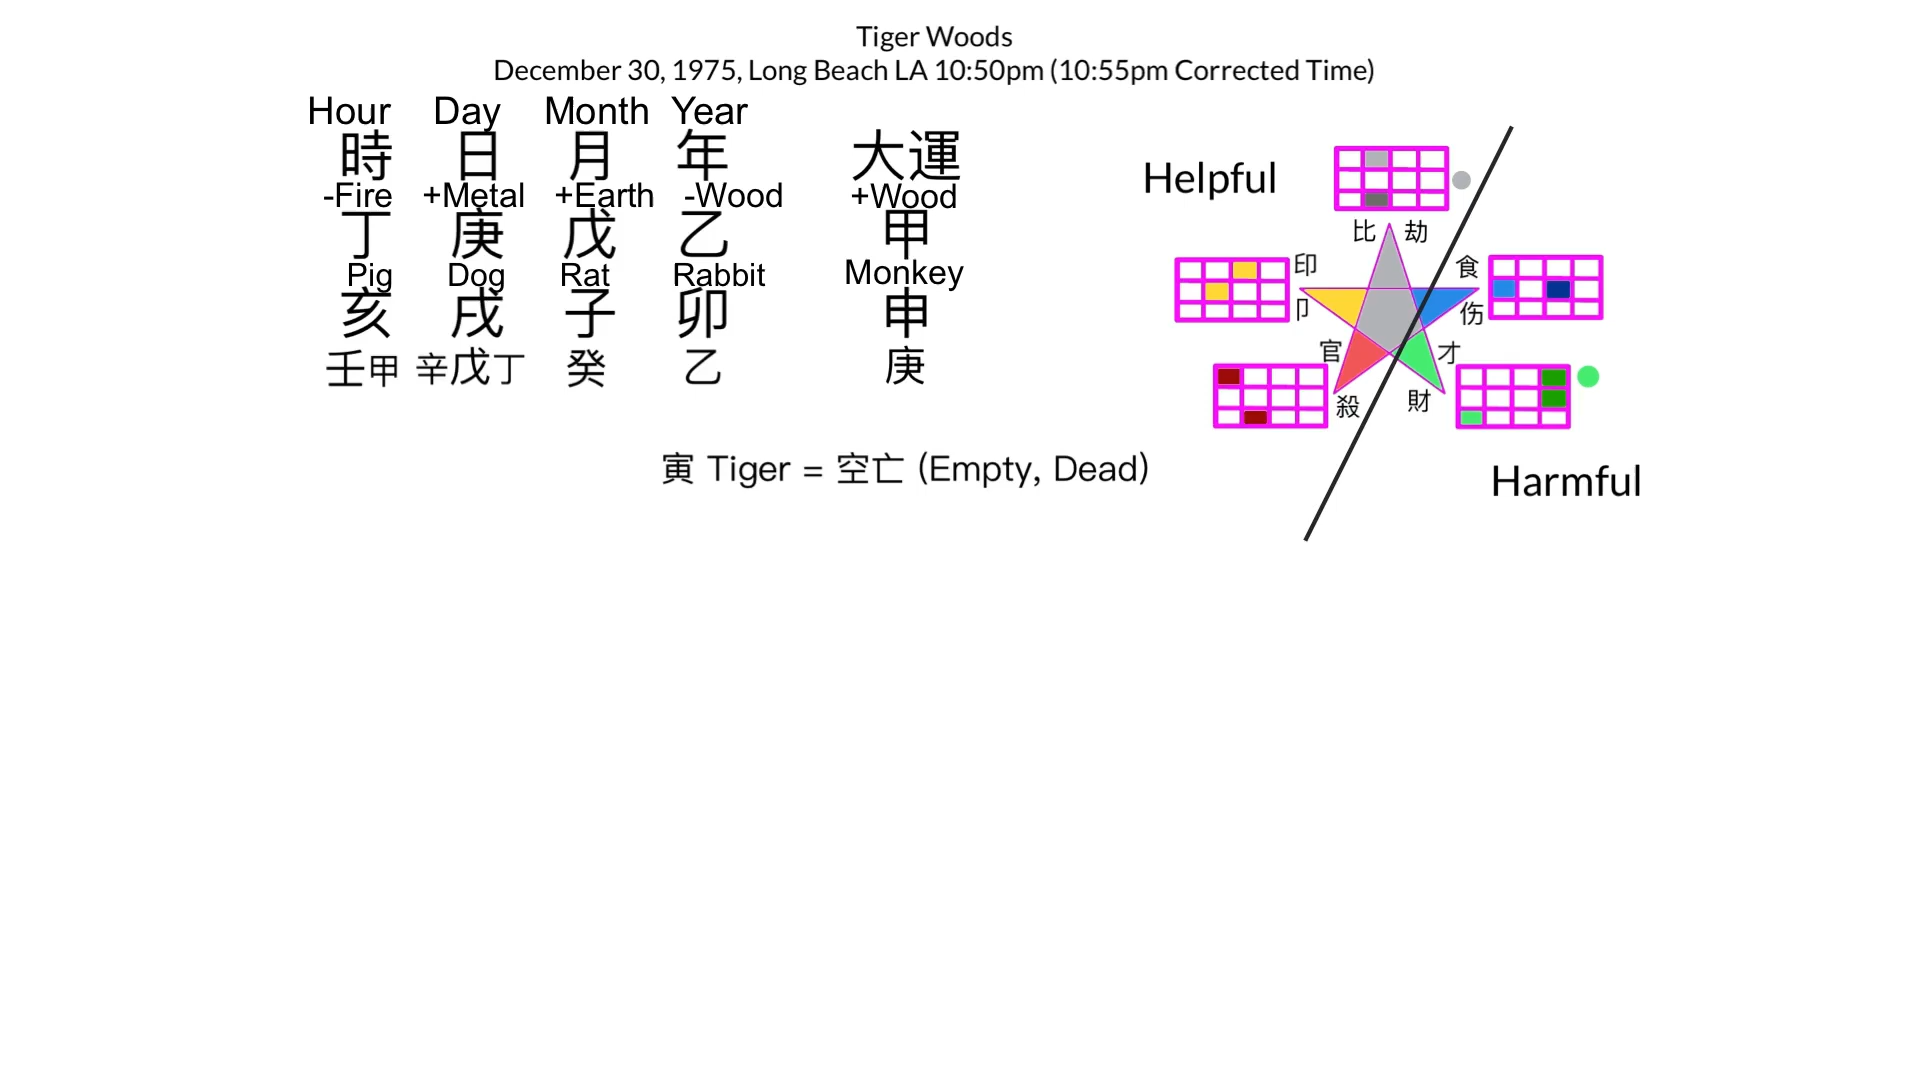 Tiger Woods
December 30, 1975, Long Beach LA 10:50pm (10:55pm Corrected Time)
Hour Day Month Year
時 日 月 年 大運
-Fire +Metal +Earth -Wood +Wood
丁 庚 戊 乙 甲
Pig Dog Rat Rabbit Monkey
亥 戌 子 卯 申
壬甲 辛戊丁 癸 乙 庚
寅 Tiger = 空亡 (Empty, Dead)
Helpful
比 劫
印 食
卩 伤
官 才
殺 財
Harmful